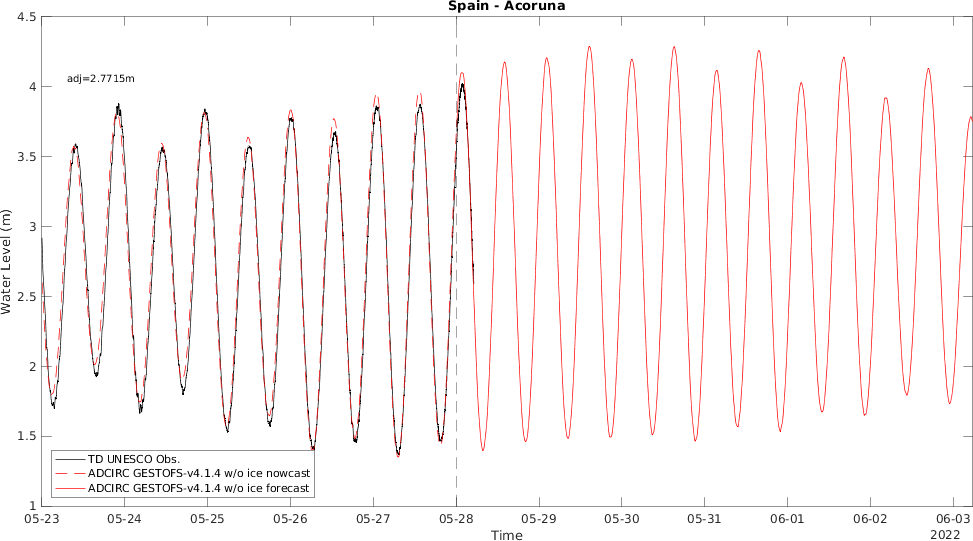 Spain - Acoruna
4.5
4
3.5
3
2.5
2
1.5
1
Water Level (m)
adj=2.7715m
TD UNESCO Obs.
ADCIRC GESTOFS-v4.1.4 w/o ice nowcast
ADCIRC GESTOFS-v4.1.4 w/o ice forecast
05-23 05-24 05-25 05-26 05-27 05-28 05-29 05-30 05-31 06-01 06-02 06-03
2022
Time